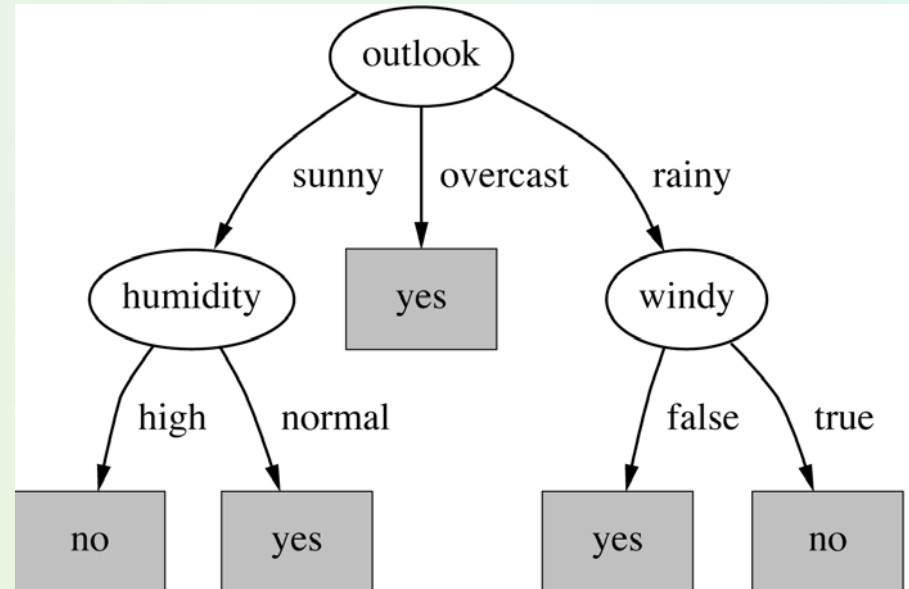 outlook
sunny overcast rainy
humidity yes windy
high normal false true
no yes yes no